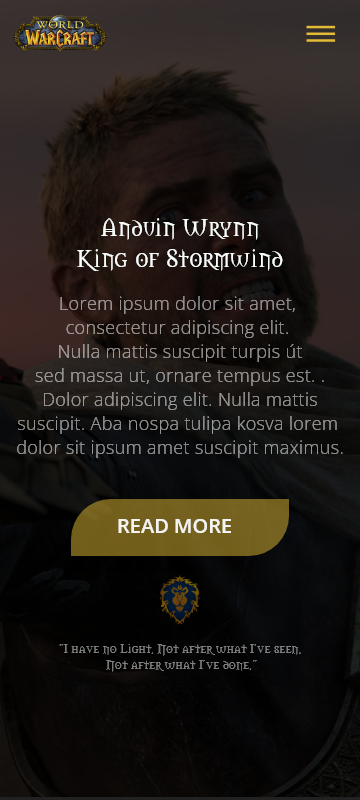 WORLD
OF
WARCRAFT
Anduin Wrynn
King of Stormwind
Lorem ipsum dolor sit amet,
consectetur adipiscing elit.
Nulla mattis suscipit turpis út
sed massa ut, ornare tempus est. .
Dolor adipiscing elit. Nulla mattis
suscipit. Aba nospa tulipa kosva lorem
dolor sit ipsum amet suscipit maximus.
READ MORE
"I have no Light. Not after what I've seen.
Not after what I've done."